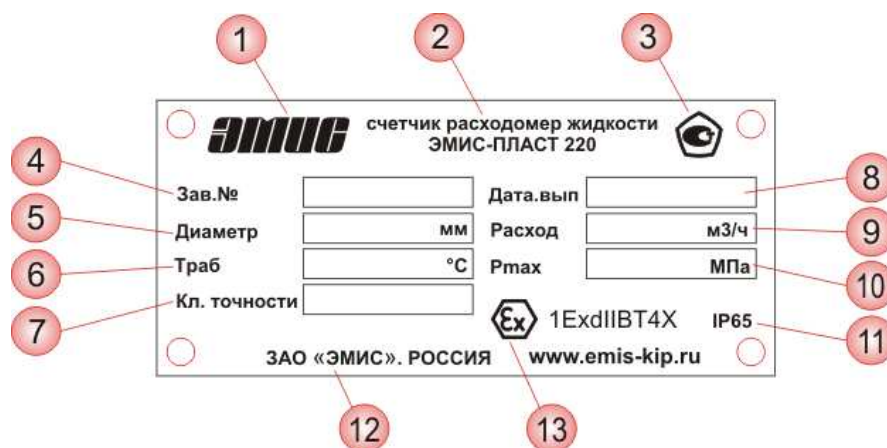 1 2 3
ЭМИС счетчик расходомер жидкости
ЭМИС-ПЛАСТ 220
4 Зав.№ Дата.вып 8
5 Диаметр мм Расход м3/ч 9
6 Траб °C Pmax МПа 10
7 Кл. точности
Ex 1ExdIIBT4X IP65 11
ЗАО «ЭМИС». РОССИЯ www.emis-kip.ru
12 13